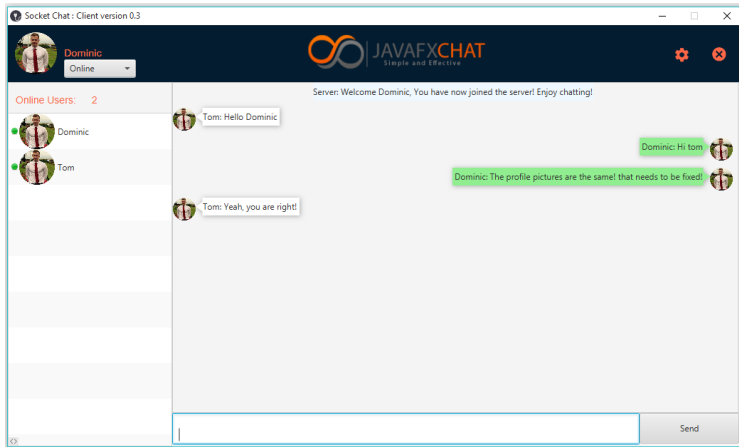 Socket Chat : Client version 0.3
Dominic
Online
JAVAFXCHAT
Simple and Effective
Online Users: 2
Dominic
Tom
Server: Welcome Dominic, You have now joined the server! Enjoy chatting!
Tom: Hello Dominic
Dominic: Hi tom
Dominic: The profile pictures are the same! that needs to be fixed!
Tom: Yeah, you are right!
Send